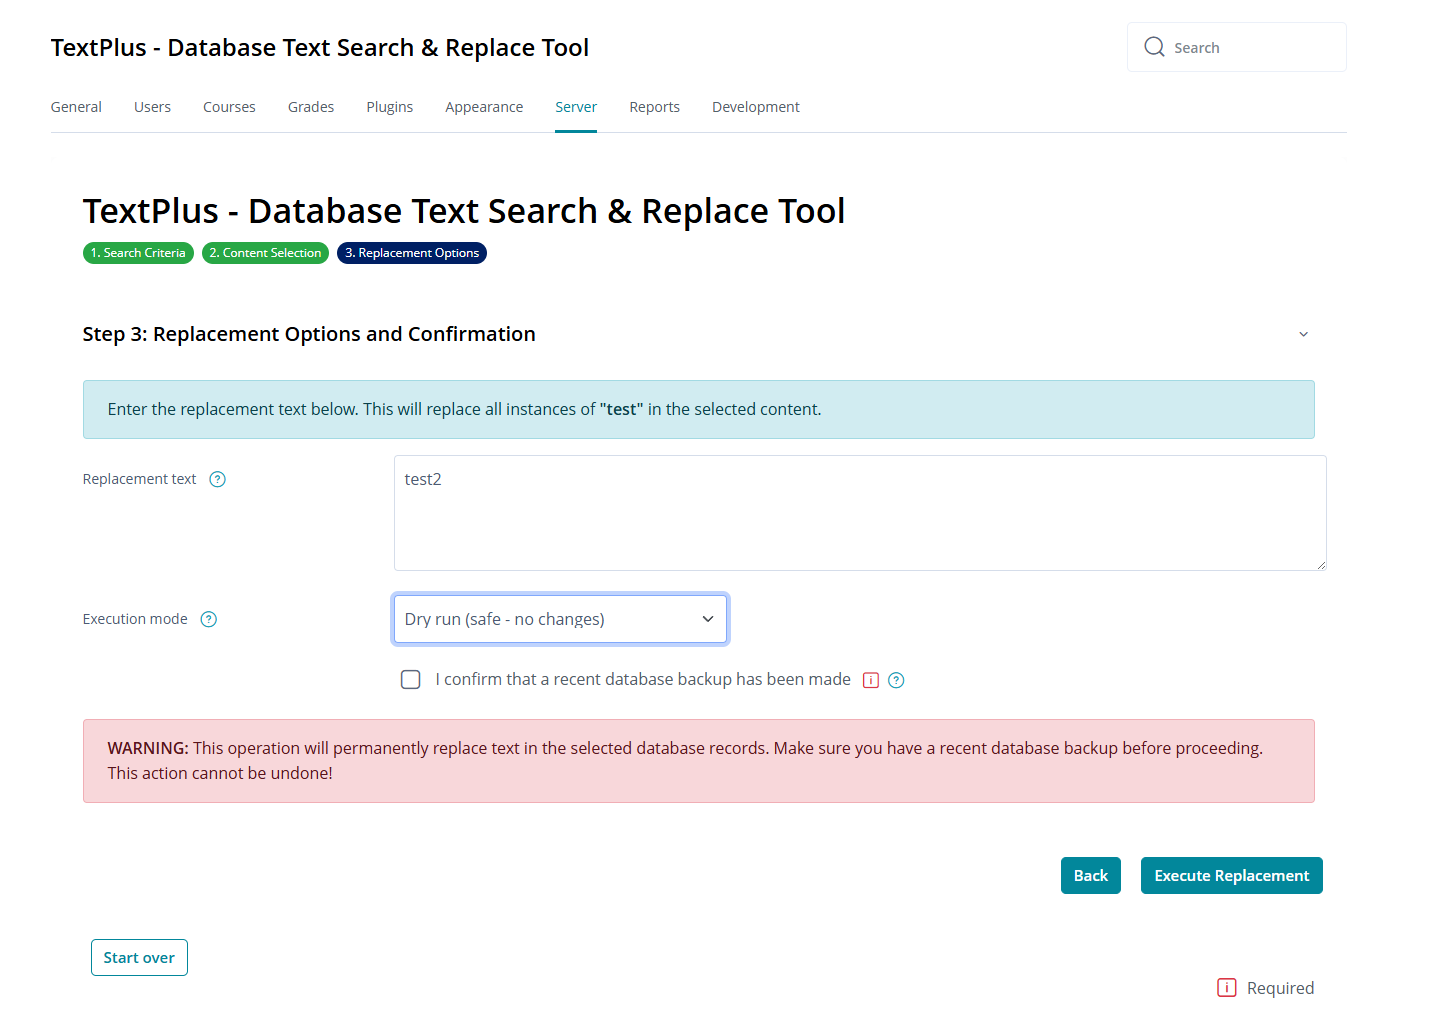 TextPlus - Database Text Search & Replace Tool
Search
General Users Courses Grades Plugins Appearance Server Reports Development
TextPlus - Database Text Search & Replace Tool
1. Search Criteria 2. Content Selection 3. Replacement Options
Step 3: Replacement Options and Confirmation
Enter the replacement text below. This will replace all instances of "test" in the selected content.
Replacement text ?
test2
Execution mode ?
Dry run (safe - no changes)
I confirm that a recent database backup has been made i ?
WARNING: This operation will permanently replace text in the selected database records. Make sure you have a recent database backup before proceeding.
This action cannot be undone!
Back Execute Replacement
Start over
i Required